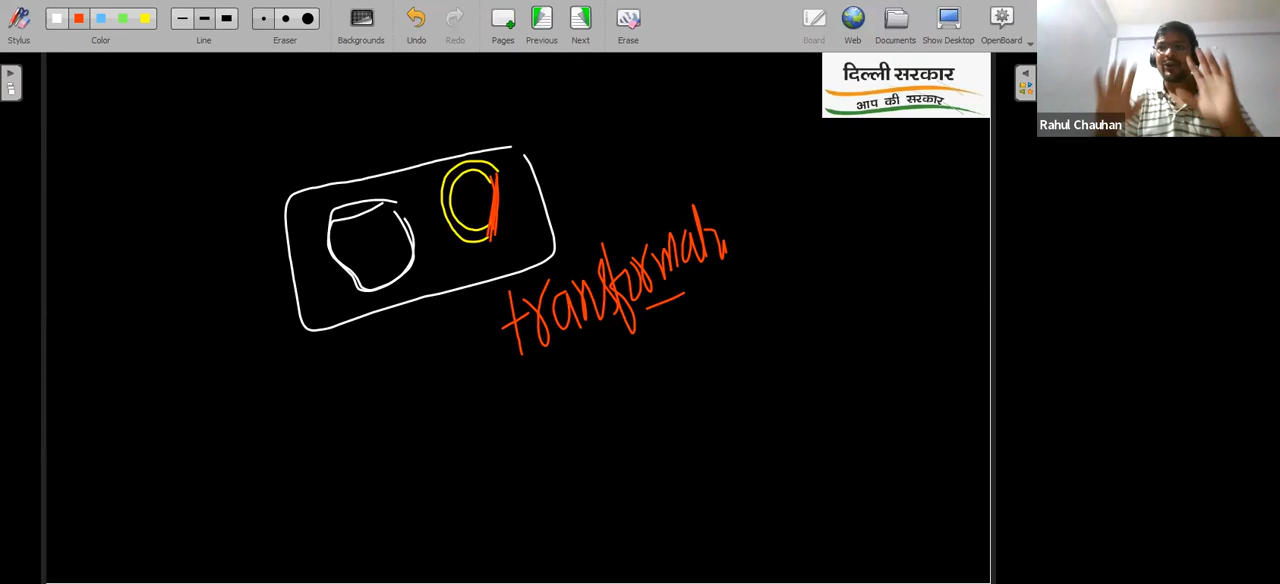 Stylus
Color
Line
Eraser
Backgrounds
Undo
Redo
Pages
Previous
Next
Erase
Board
Web
Documents
Show Desktop
OpenBoard
Rahul Chauhan
दिल्ली सरकार
आप की सरकार